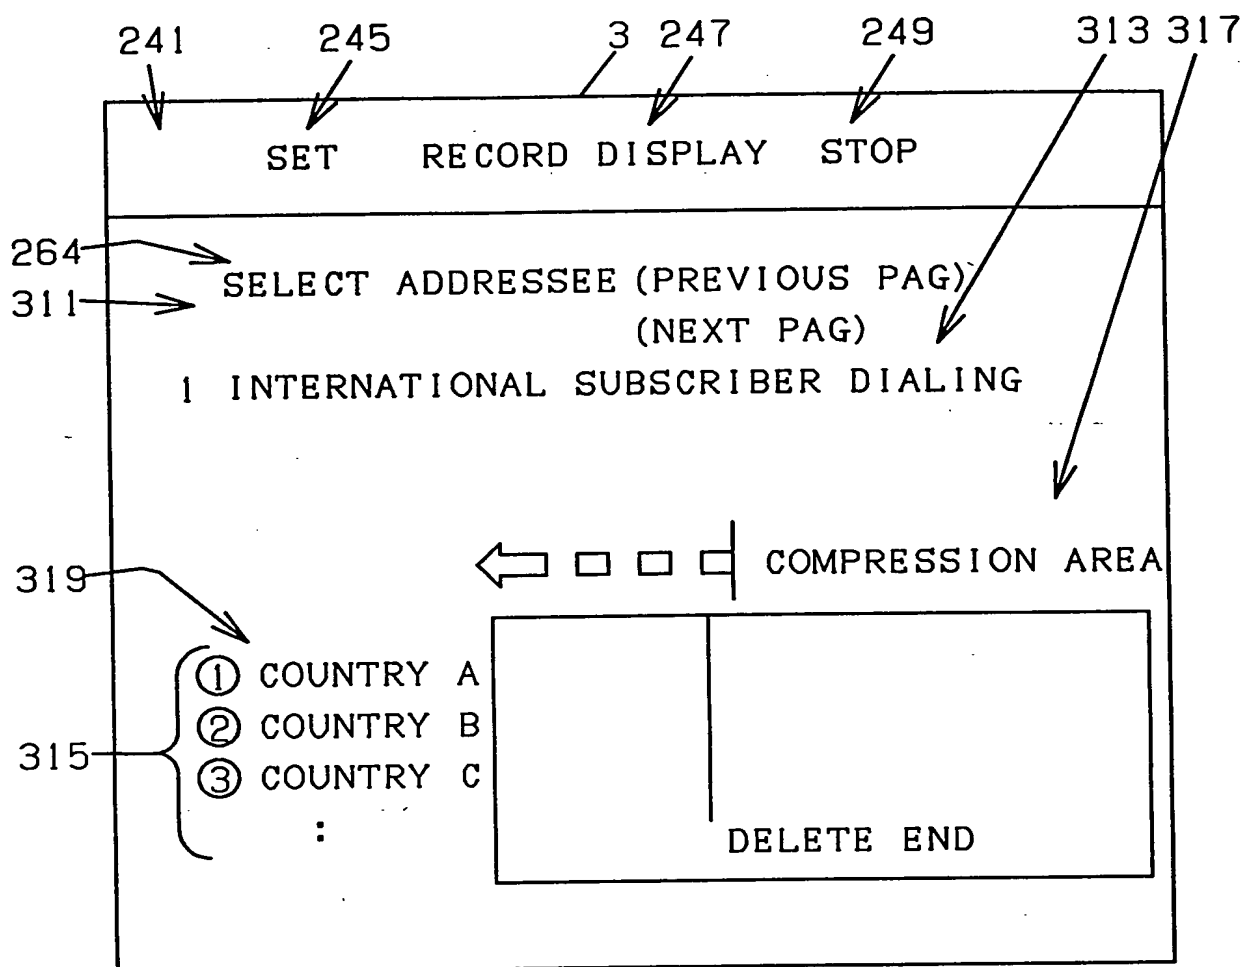 241 245 3 247 249 313 317
SET RECORD DISPLAY STOP
264
SELECT ADDRESSEE (PREVIOUS PAG)
311
(NEXT PAG)
1 INTERNATIONAL SUBSCRIBER DIALING
COMPRESSION AREA
319
① COUNTRY A
② COUNTRY B
315
③ COUNTRY C
:
DELETE END